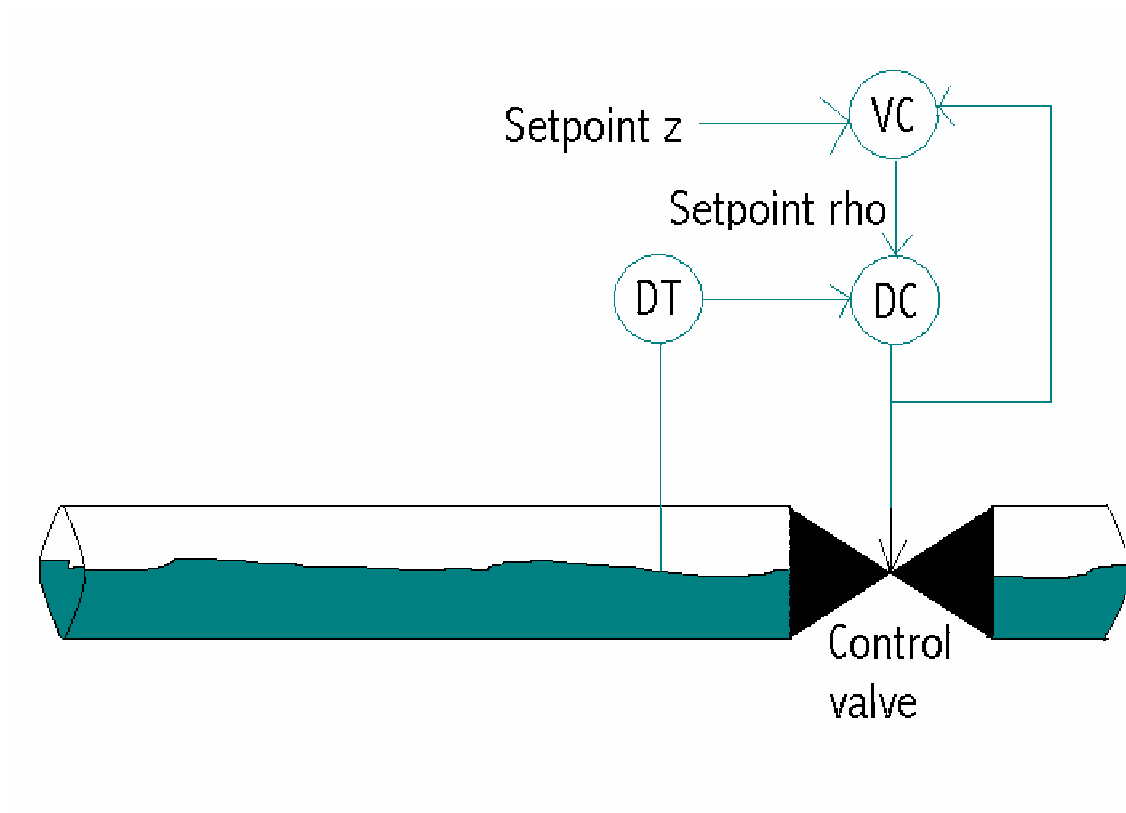 VC
Setpoint z
Setpoint rho
DT
DC
Control
valve